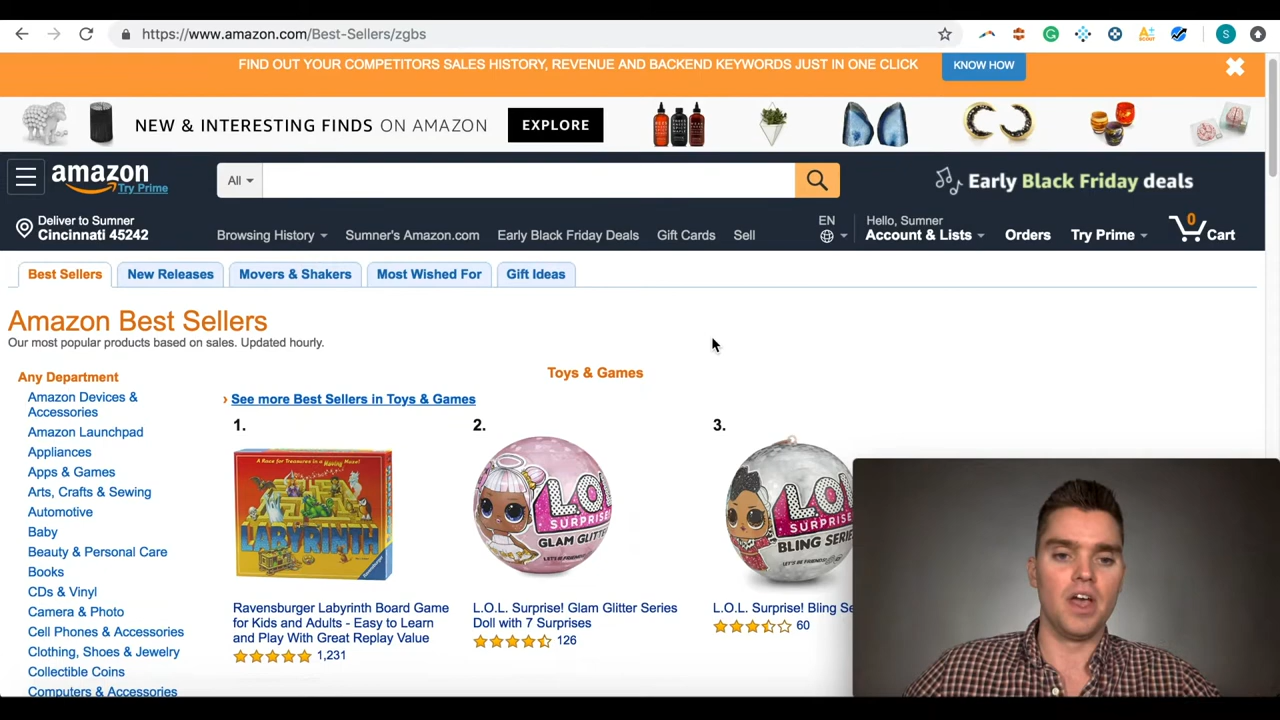 https://www.amazon.com/Best-Sellers/zgbs
S
FIND OUT YOUR COMPETITORS SALES HISTORY, REVENUE AND BACKEND KEYWORDS JUST IN ONE CLICK
KNOW HOW
NEW & INTERESTING FINDS ON AMAZON
EXPLORE
amazon
Try Prime
All
Early Black Friday deals
Deliver to Sumner
Cincinnati 45242
Browsing History
Sumner's Amazon.com
Early Black Friday Deals
Gift Cards
Sell
EN
Hello, Sumner
Account & Lists
Orders
Try Prime
0
Cart
Best Sellers
New Releases
Movers & Shakers
Most Wished For
Gift Ideas
Amazon Best Sellers
Our most popular products based on sales. Updated hourly.
Any Department
Amazon Devices &
Accessories
Amazon Launchpad
Appliances
Apps & Games
Arts, Crafts & Sewing
Automotive
Baby
Beauty & Personal Care
Books
CDs & Vinyl
Camera & Photo
Cell Phones & Accessories
Clothing, Shoes & Jewelry
Collectible Coins
Computers & Accessories
Toys & Games
› See more Best Sellers in Toys & Games
1.
LABYRINTH
Ravensburger Labyrinth Board Game
for Kids and Adults - Easy to Learn
and Play With Great Replay Value
1,231
2.
L.O.L.
SURPRISE!
GLAM GLITTER
L.O.L. Surprise! Glam Glitter Series
Doll with 7 Surprises
126
3.
L.O.L.
SURPRISE
BLING SERIE
L.O.L. Surprise! Bling Se
60